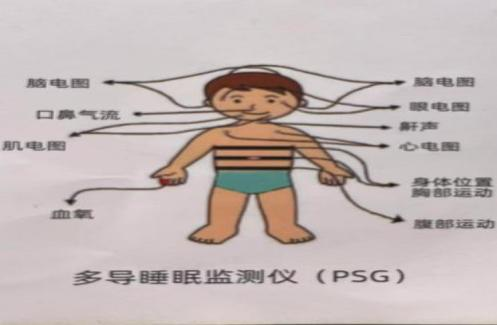 脑电图
脑电图
口鼻气流
眼电图
鼾声
肌电图
心电图
身体位置
胸部运动
血氧
腹部运动
多导睡眠监测仪（PSG）